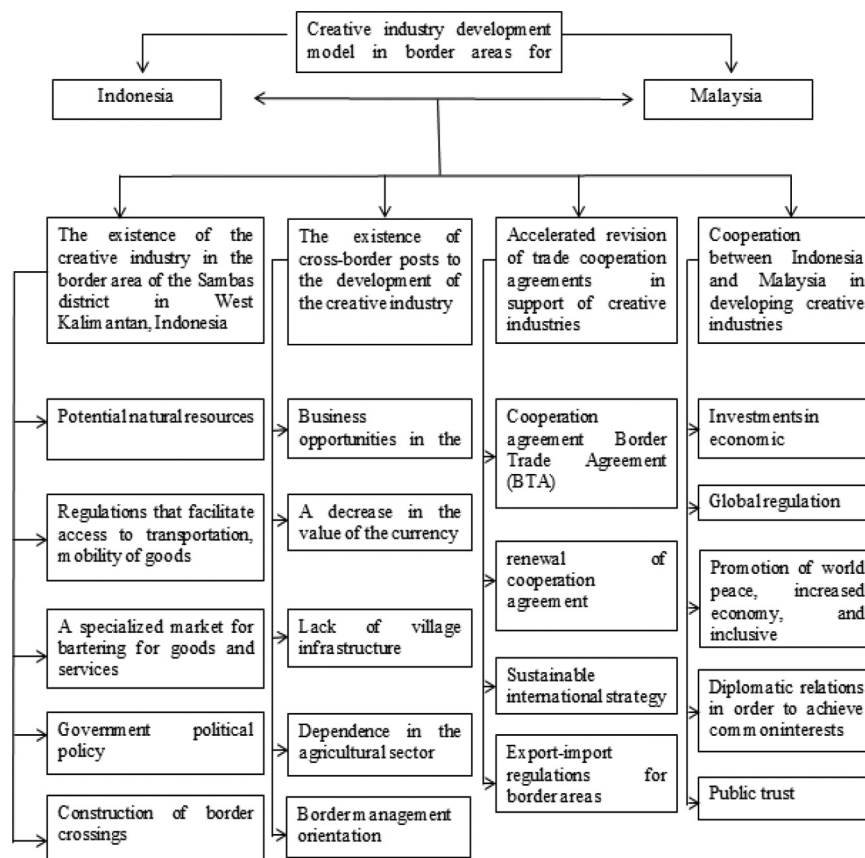 Creative industry development
model in border areas for
Indonesia
Malaysia
The existence of the
creative industry in the
border area of the Sambas
district in West
Kalimantan, Indonesia
Potential natural resources
Regulations that facilitate
access to transportation,
mobility of goods
A specialized market for
bartering for goods and
services
Government political
policy
Construction of border
crossings
The existence of
cross-border posts to
the development of
the creative industry
Business
opportunities in the
A decrease in the
value of the currency
Lack of village
infrastructure
Dependence in the
agricultural sector
Border management
orientation
Accelerated revision
of trade cooperation
agreements in
support of creative
industries
Cooperation
agreement Border
Trade Agreement
(BTA)
renewal of
cooperation
agreement
Sustainable
international strategy
Export-import
regulations for
border areas
Cooperation
between Indonesia
and Malaysia in
developing creative
industries
Investments in
economic
Global regulation
Promotion of world
peace, increased
economy, and
inclusive
Diplomatic relations
in order to achieve
common interests
Public trust